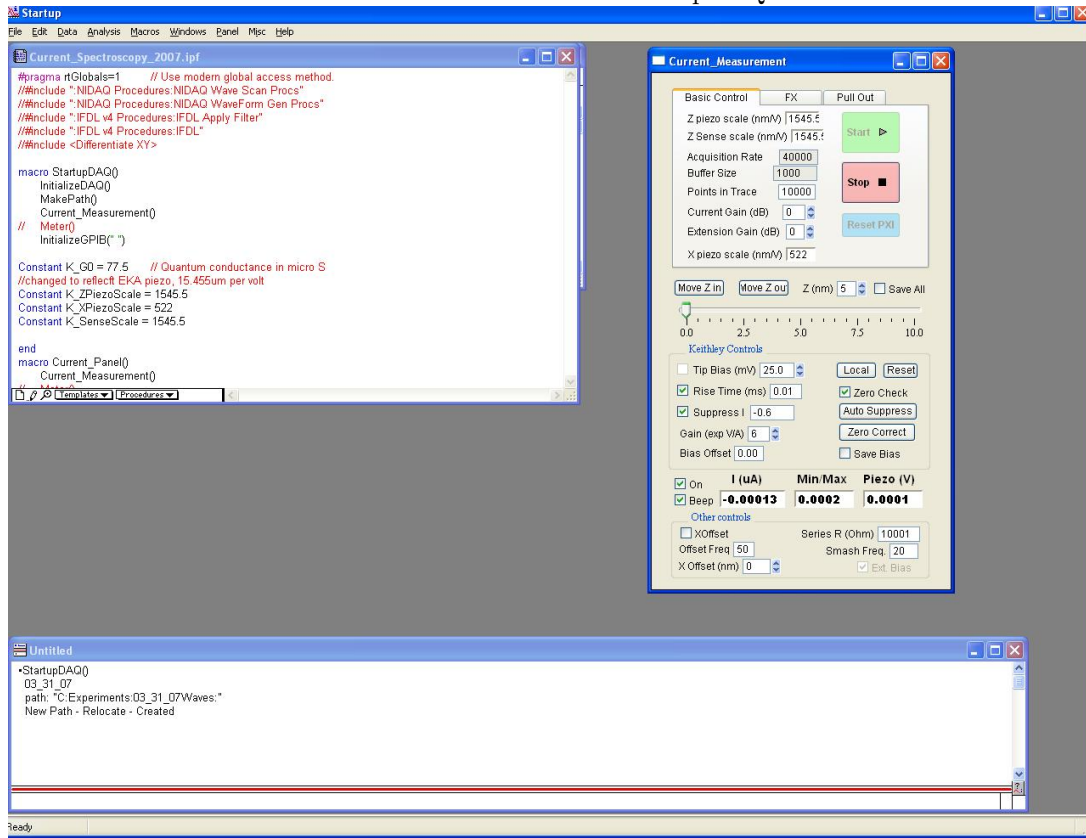 Startup
File Edit Data Analysis Macros Windows Panel Misc Help
Current_Spectroscopy_2007.ipf
#pragma rtGlobals=1 // Use modern global access method.
//#include ":NIDAQ Procedures:NIDAQ Wave Scan Procs"
//#include ":NIDAQ Procedures:NIDAQ WaveForm Gen Procs"
//#include ":IFDL v4 Procedures:IFDL Apply Filter"
//#include ":IFDL v4 Procedures:IFDL"
//#include <Differentiate XY>
macro StartupDAQ()
InitializeDAQ()
MakePath()
Current_Measurement()
// Meter()
InitializeGPIB(" ")
Constant K_G0 = 77.5 // Quantum conductance in micro S
//changed to reflecft EKA piezo, 15.455um per volt
Constant K_ZPiezoScale = 1545.5
Constant K_XPiezoScale = 522
Constant K_SenseScale = 1545.5
end
macro Current_Panel()
Current_Measurement()
// Meter()
Templates Procedures
Current_Measurement
Basic Control FX Pull Out
Z piezo scale (nm/V) 1545.5
Z Sense scale (nm/V) 1545.5
Start
Acquisition Rate 40000
Buffer Size 1000
Points in Trace 10000
Stop
Current Gain (dB) 0
Extension Gain (dB) 0
Reset PXI
X piezo scale (nm/V) 522
Move Z in Move Z out Z (nm) 5 Save All
0.0 2.5 5.0 7.5 10.0
Keithley Controls
Tip Bias (mV) 25.0 Local Reset
Rise Time (ms) 0.01 Zero Check
Suppress I -0.6 Auto Suppress
Gain (exp V/A) 6 Zero Correct
Bias Offset 0.00 Save Bias
On I (uA) Min/Max Piezo (V)
Beep -0.00013 0.0002 0.0001
Other controls
XOffset Series R (Ohm) 10001
Offset Freq 50 Smash Freq. 20
X Offset (nm) 0 Ext. Bias
Untitled
•StartupDAQ()
03_31_07
path: "C:Experiments:03_31_07Waves:"
New Path - Relocate - Created
Ready